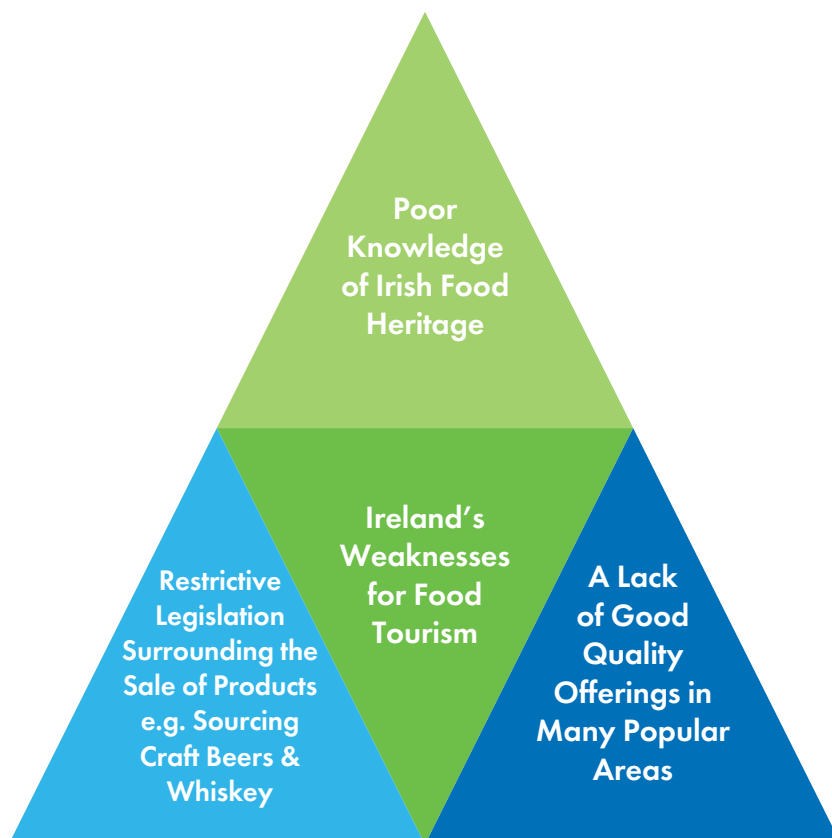 Poor
Knowledge
of Irish Food
Heritage
Ireland’s
Weaknesses
for Food
Tourism
Restrictive
Legislation
Surrounding the
Sale of Products
e.g. Sourcing
Craft Beers &
Whiskey
A Lack
of Good
Quality
Offerings in
Many Popular
Areas